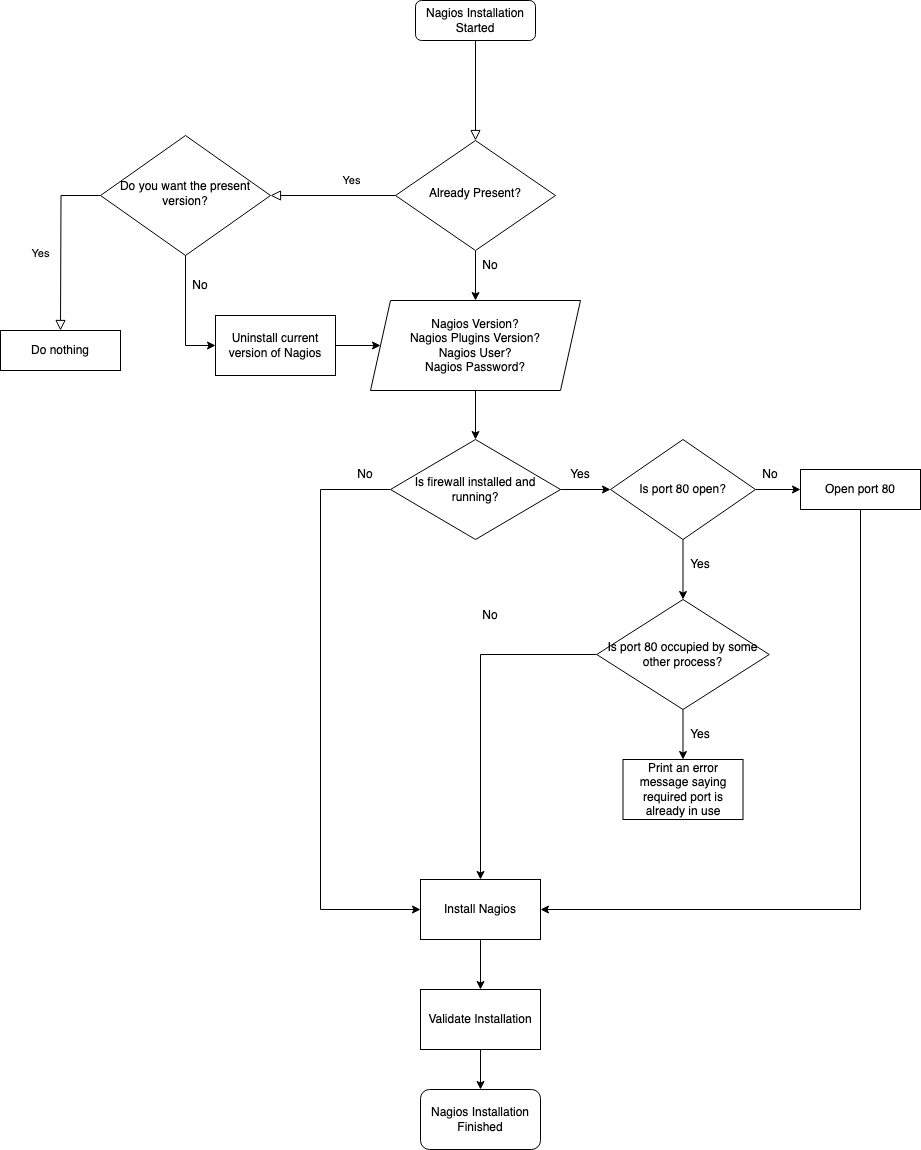 Nagios Installation
Started
Already Present?
Yes
Do you want the present
version?
Yes
No
No
Do nothing
Uninstall current
version of Nagios
Nagios Version?
Nagios Plugins Version?
Nagios User?
Nagios Password?
No
Is firewall installed and
running?
Yes
Is port 80 open?
No
Open port 80
Yes
No
Is port 80 occupied by some
other process?
Yes
Print an error
message saying
required port is
already in use
Install Nagios
Validate Installation
Nagios Installation
Finished